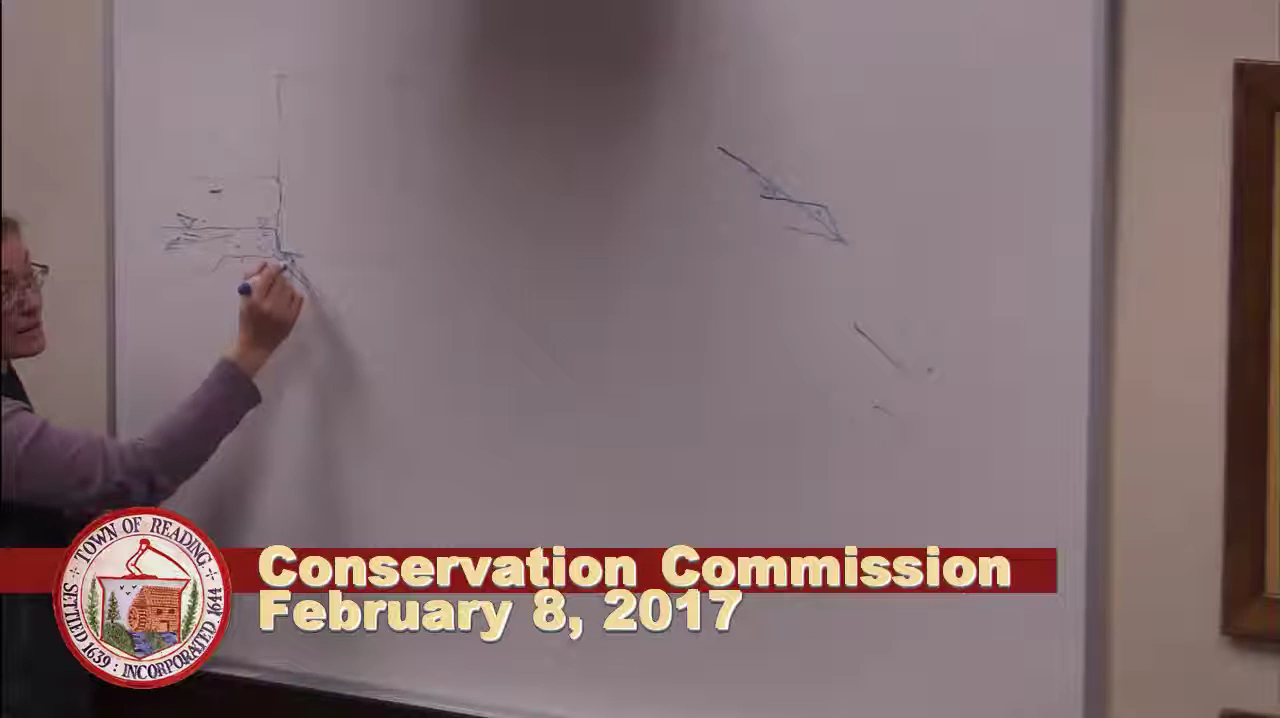 TOWN OF READING
SETTLED 1639 : INCORPORATED 1644
Conservation Commission
February 8, 2017